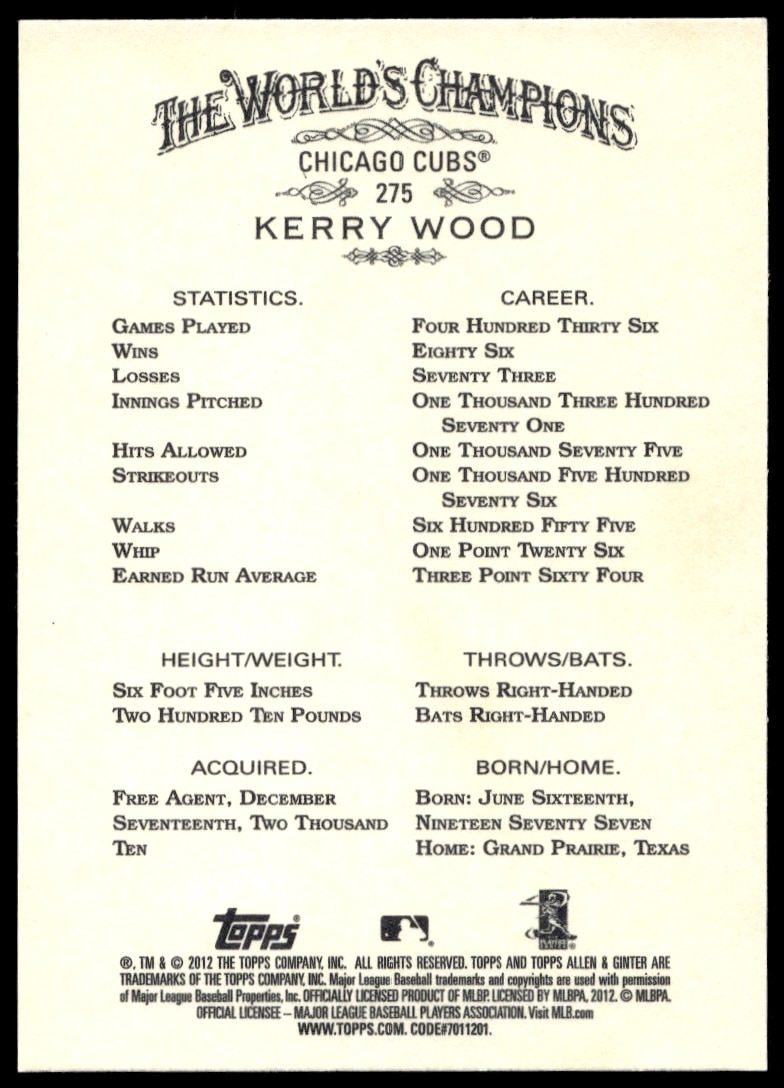 THE WORLD'S CHAMPIONS
CHICAGO CUBS®
275
KERRY WOOD
STATISTICS. CAREER.
GAMES PLAYED FOUR HUNDRED THIRTY SIX
WINS EIGHTY SIX
LOSSES SEVENTY THREE
INNINGS PITCHED ONE THOUSAND THREE HUNDRED
SEVENTY ONE
HITS ALLOWED ONE THOUSAND SEVENTY FIVE
STRIKEOUTS ONE THOUSAND FIVE HUNDRED
SEVENTY SIX
WALKS SIX HUNDRED FIFTY FIVE
WHIP ONE POINT TWENTY SIX
EARNED RUN AVERAGE THREE POINT SIXTY FOUR
HEIGHT/WEIGHT. THROWS/BATS.
SIX FOOT FIVE INCHES THROWS RIGHT-HANDED
TWO HUNDRED TEN POUNDS BATS RIGHT-HANDED
ACQUIRED. BORN/HOME.
FREE AGENT, DECEMBER BORN: JUNE SIXTEENTH,
SEVENTEENTH, TWO THOUSAND NINETEEN SEVENTY SEVEN
TEN HOME: GRAND PRAIRIE, TEXAS
topps®
®, TM & © 2012 THE TOPPS COMPANY, INC. ALL RIGHTS RESERVED. TOPPS AND TOPPS ALLEN & GINTER ARE
TRADEMARKS OF THE TOPPS COMPANY, INC. Major League Baseball trademarks and copyrights are used with permission
of Major League Baseball Properties, Inc. OFFICIALLY LICENSED PRODUCT OF MLBP. LICENSED BY MLBPA, 2012. © MLBPA.
OFFICIAL LICENSEE – MAJOR LEAGUE BASEBALL PLAYERS ASSOCIATION. Visit MLB.com
WWW.TOPPS.COM. CODE#7011201.